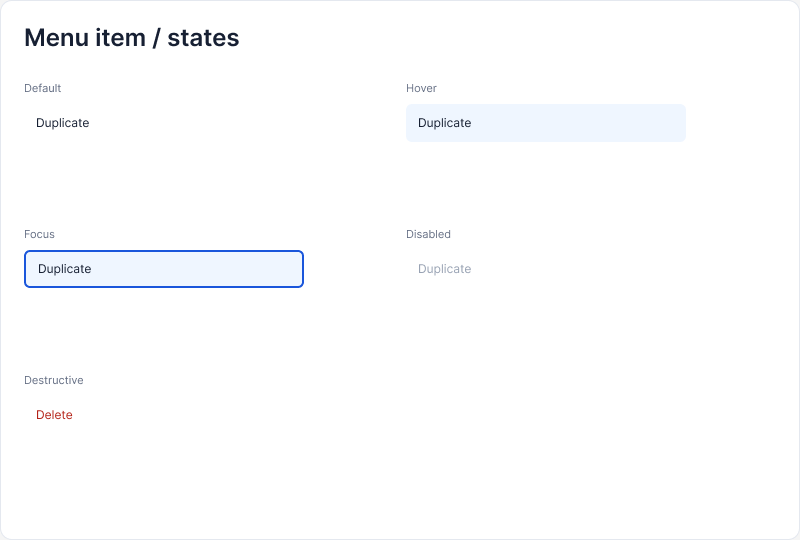 Menu item / states
Default
Hover
Duplicate
Duplicate
Focus
Disabled
Duplicate
Duplicate
Destructive
Delete